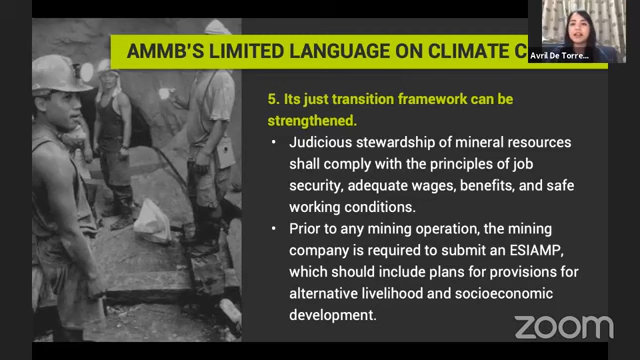 AMMB'S LIMITED LANGUAGE ON CLIMATE C
Avril De Torre...
5. Its just transition framework can be
strengthened.
• Judicious stewardship of mineral resources
shall comply with the principles of job
security, adequate wages, benefits, and safe
working conditions.
• Prior to any mining operation, the mining
company is required to submit an ESIAMP,
which should include plans for provisions for
alternative livelihood and socioeconomic
development.
zoom